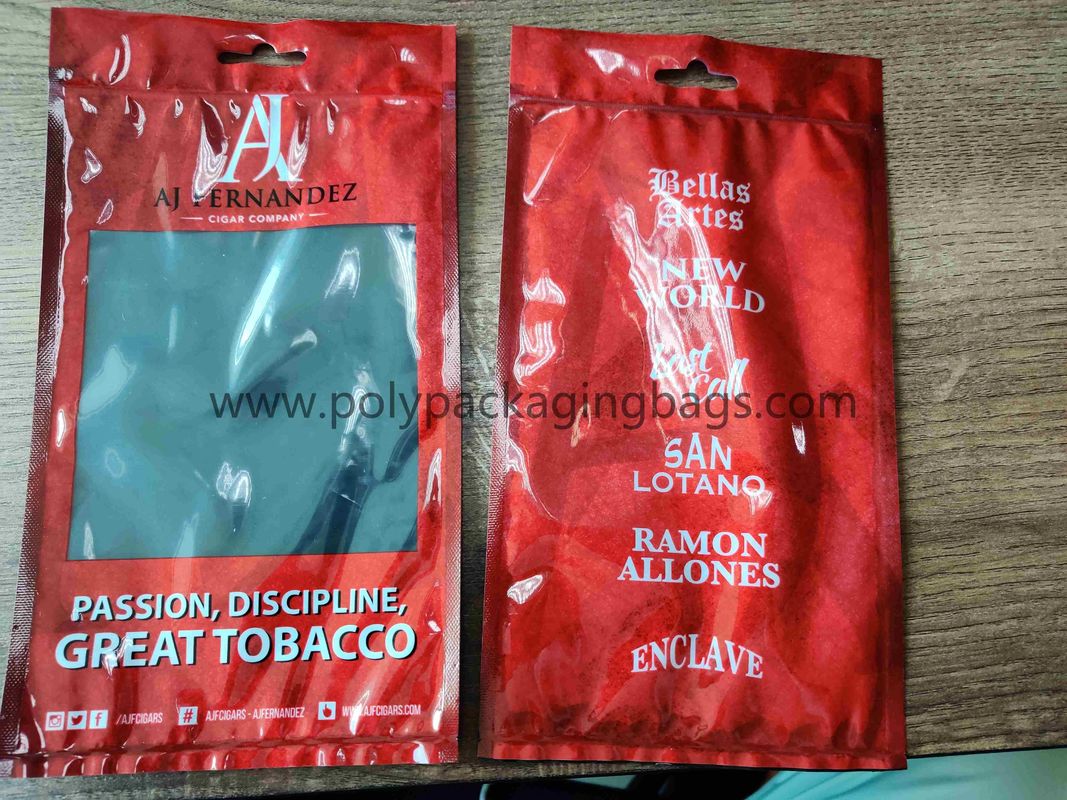 AJ
AJ FERNANDEZ
CIGAR COMPANY
PASSION, DISCIPLINE,
GREAT TOBACCO
/AJFCIGARS
# AJFCIGARS - AJFERNANDEZ
WWW.AJFCIGARS.COM
Bellas
Artes
NEW
WORLD
Last
Call
SAN
LOTANO
RAMON
ALLONES
ENCLAVE
www.polypackagingbags.com